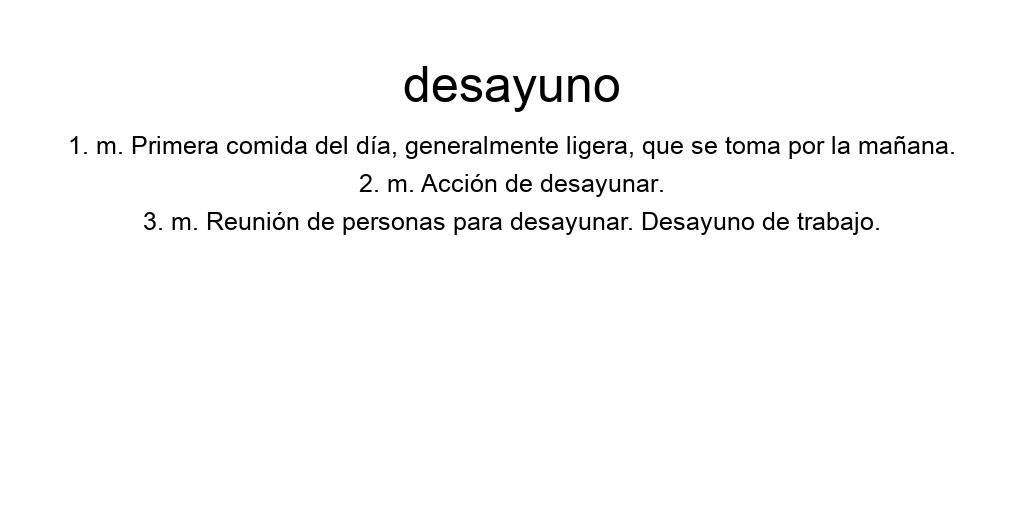 desayuno
1. m. Primera comida del día, generalmente ligera, que se toma por la mañana.
2. m. Acción de desayunar.
3. m. Reunión de personas para desayunar. Desayuno de trabajo.